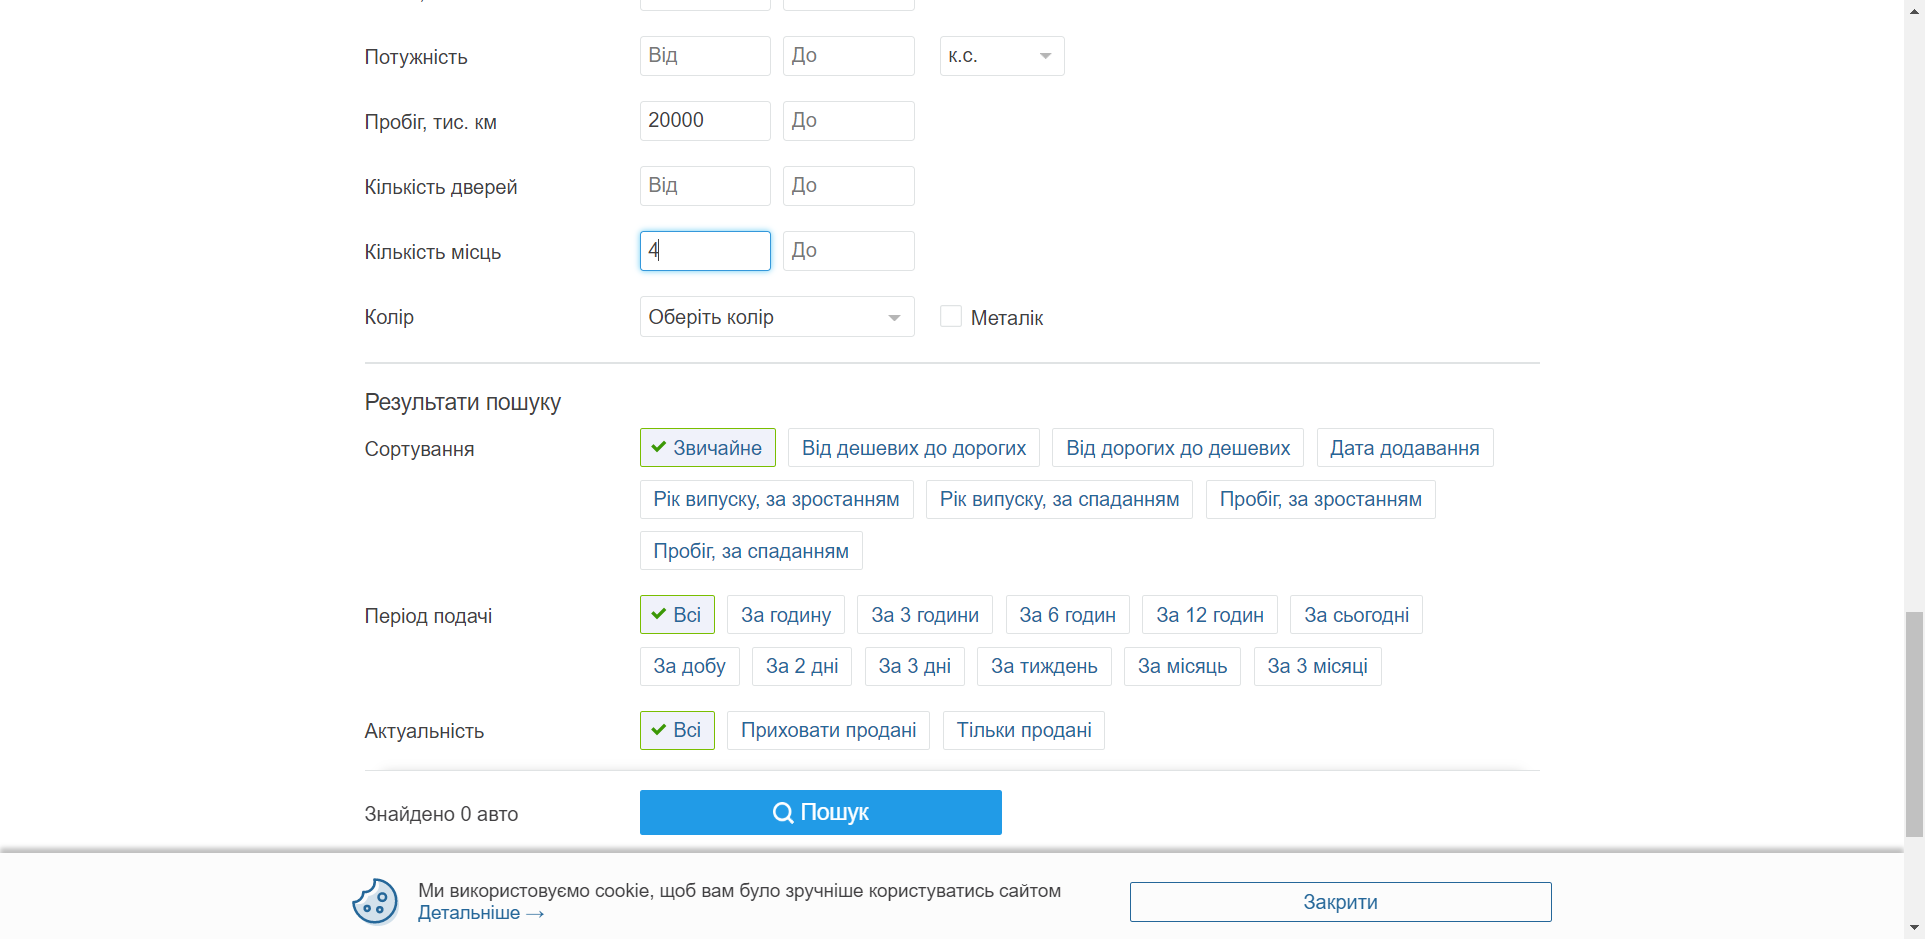 Потужність Від До к.с.
Пробіг, тис. км 20000 До
Кількість дверей Від До
Кількість місць 4 До
Колір Оберіть колір Металік
Результати пошуку
Сортування Звичайне Від дешевих до дорогих Від дорогих до дешевих Дата додавання
Рік випуску, за зростанням Рік випуску, за спаданням Пробіг, за зростанням
Пробіг, за спаданням
Період подачі Всі За годину За 3 години За 6 годин За 12 годин За сьогодні
За добу За 2 дні За 3 дні За тиждень За місяць За 3 місяці
Актуальність Всі Приховати продані Тільки продані
Знайдено 0 авто Пошук
Ми використовуємо cookie, щоб вам було зручніше користуватись сайтом
Детальніше →
Закрити